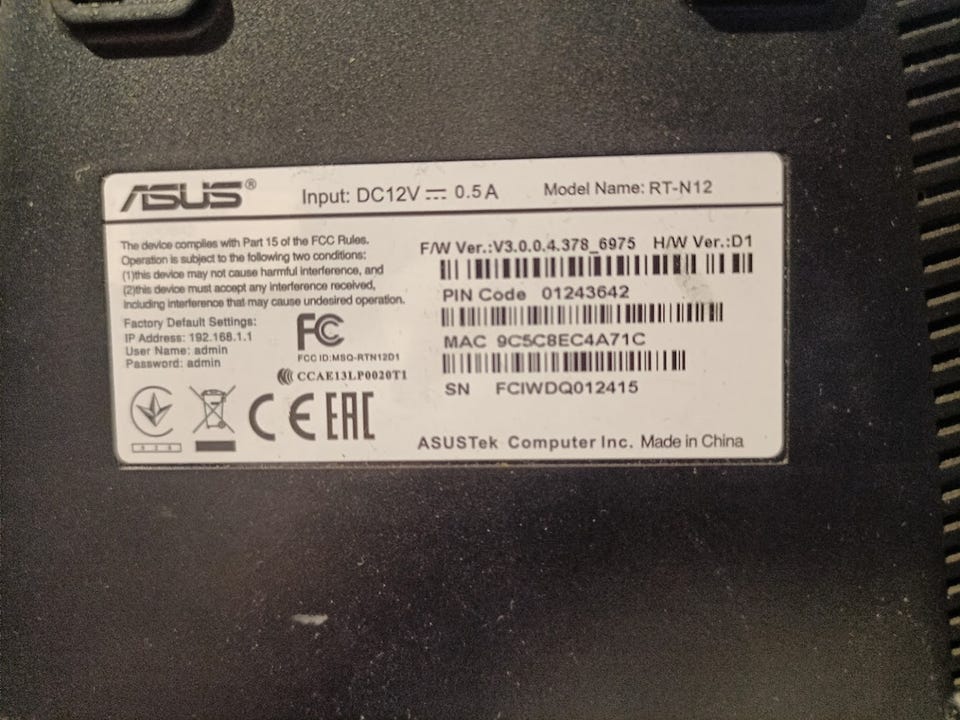 ASUS® Input: DC12V ⎓ 0.5A Model Name: RT-N12
The device complies with Part 15 of the FCC Rules.
Operation is subject to the following two conditions:
(1)this device may not cause harmful interference, and
(2)this device must accept any interference received,
including interference that may cause undesired operation.
Factory Default Settings:
IP Address: 192.168.1.1
User Name: admin
Password: admin
FC
FCC ID:MSQ-RTN12D1
CCAE13LP0020T1
CE EAC
F/W Ver.:V3.0.0.4.378_6975 H/W Ver.:D1
PIN Code 01243642
MAC 9C5C8EC4A71C
SN FCIWDQ012415
ASUSTek Computer Inc. Made in China